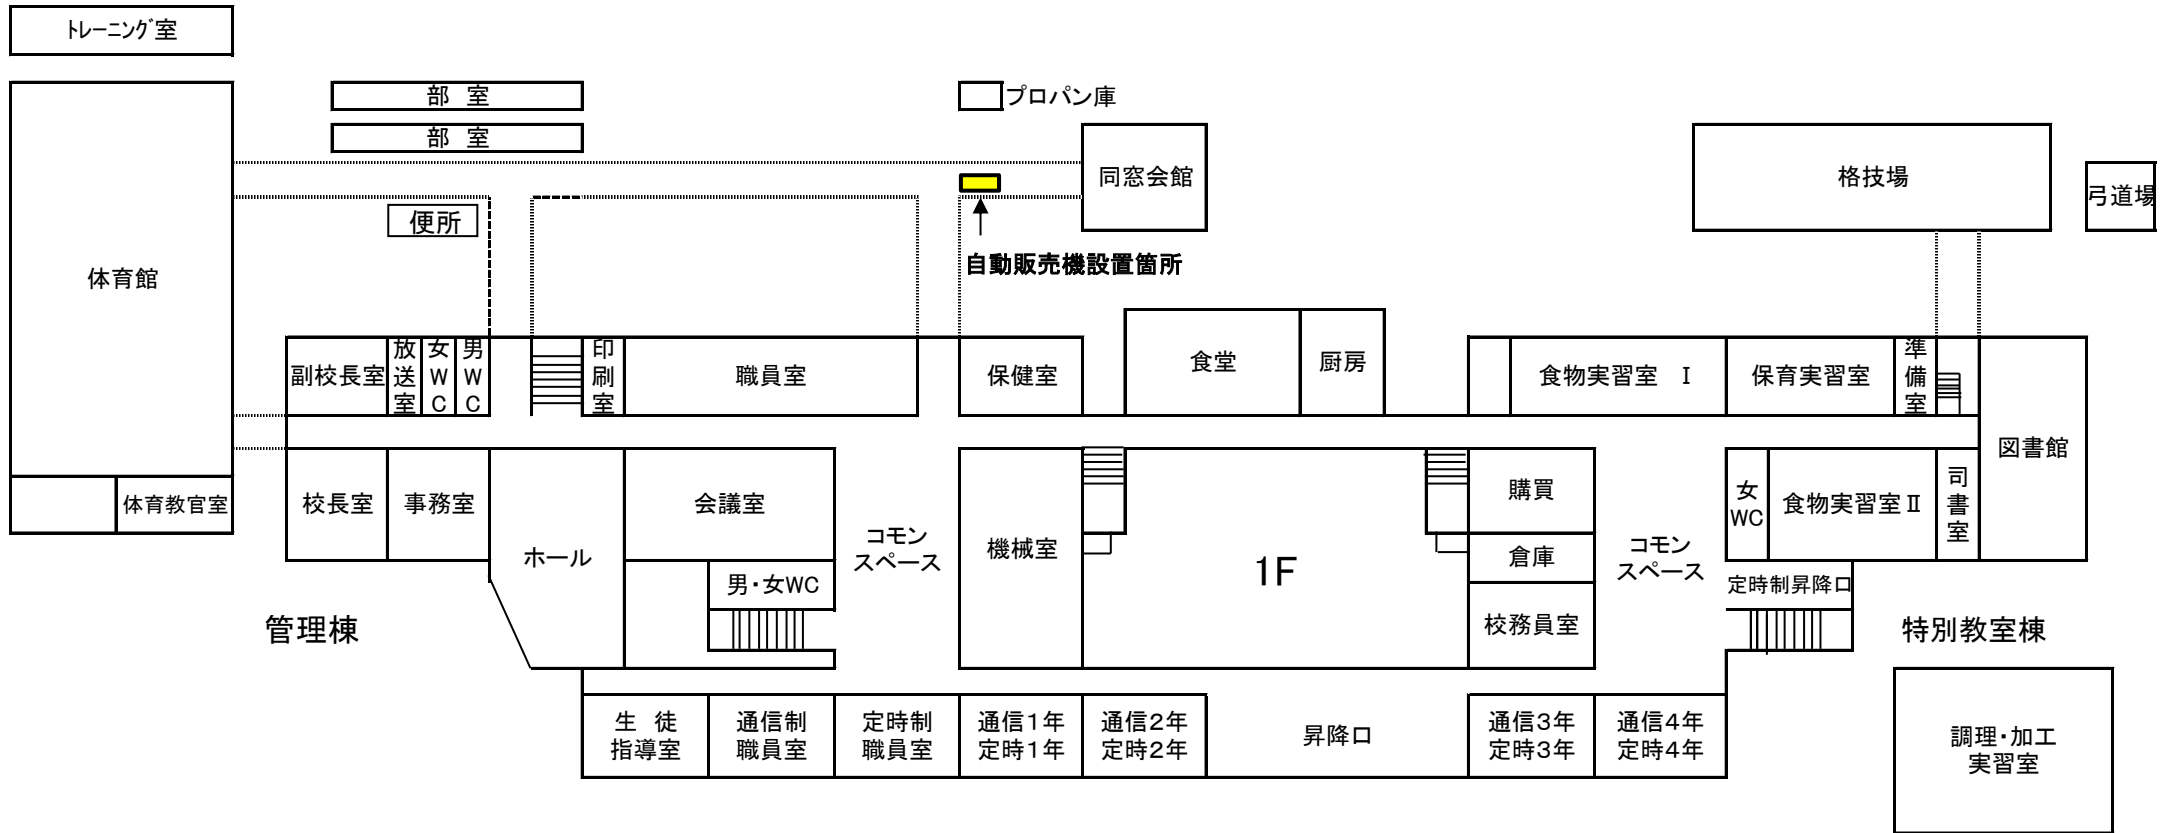 ﾄﾚｰﾆﾝｸﾞ室
部 室
プロパン庫
部 室
同窓会館
格技場
弓道場
便所
自動販売機設置箇所
体育館
副校長室
放送室
女WC
男WC
印刷室
職員室
保健室
食堂
厨房
食物実習室 Ⅰ
保育実習室
準備室
図書館
体育教官室
校長室
事務室
ホール
会議室
コモン
スペース
機械室
1F
購買
倉庫
校務員室
コモン
スペース
女
WC
食物実習室Ⅱ
司書室
男・女WC
定時制昇降口
管理棟
特別教室棟
生 徒
指導室
通信制
職員室
定時制
職員室
通信1年
定時1年
通信2年
定時2年
昇降口
通信3年
定時3年
通信4年
定時4年
調理・加工
実習室